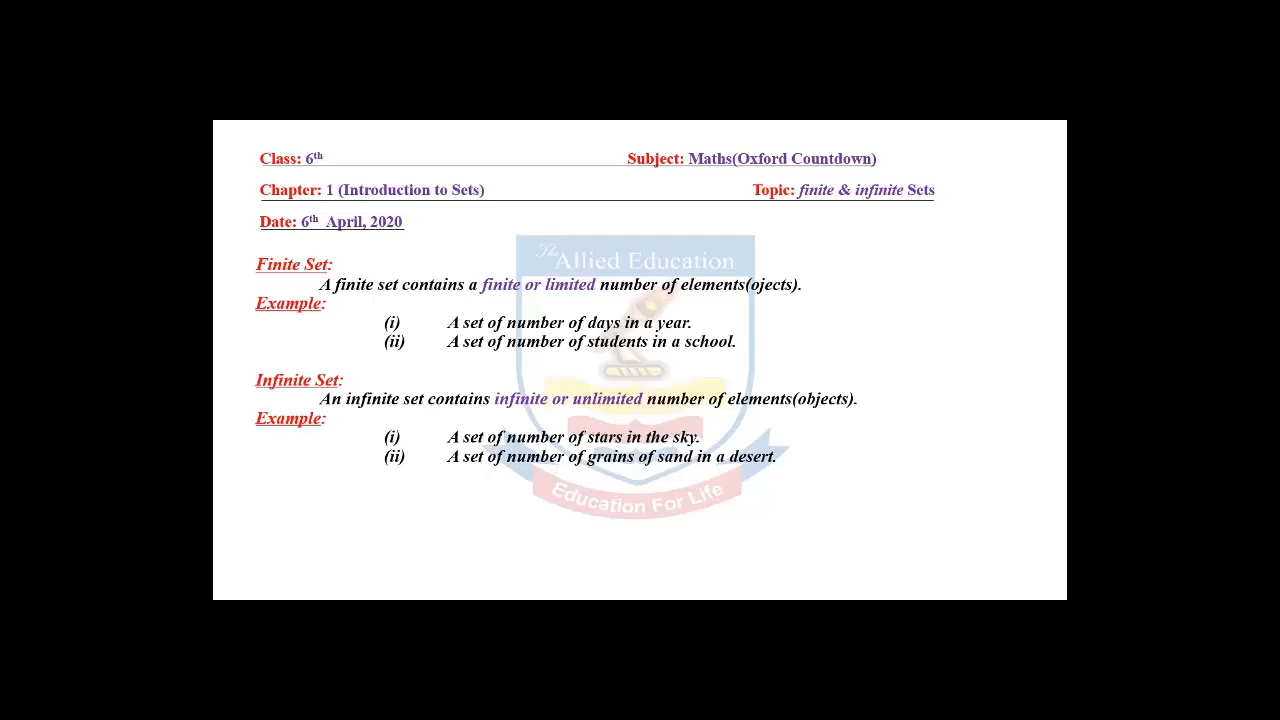 Class: 6th Subject: Maths(Oxford Countdown)
Chapter: 1 (Introduction to Sets) Topic: finite & infinite Sets
Date: 6th April, 2020
The Allied Education
Finite Set:
A finite set contains a finite or limited number of elements(ojects).
Example:
(i) A set of number of days in a year.
(ii) A set of number of students in a school.
Infinite Set:
An infinite set contains infinite or unlimited number of elements(objects).
Example:
(i) A set of number of stars in the sky.
(ii) A set of number of grains of sand in a desert.
Education For Life